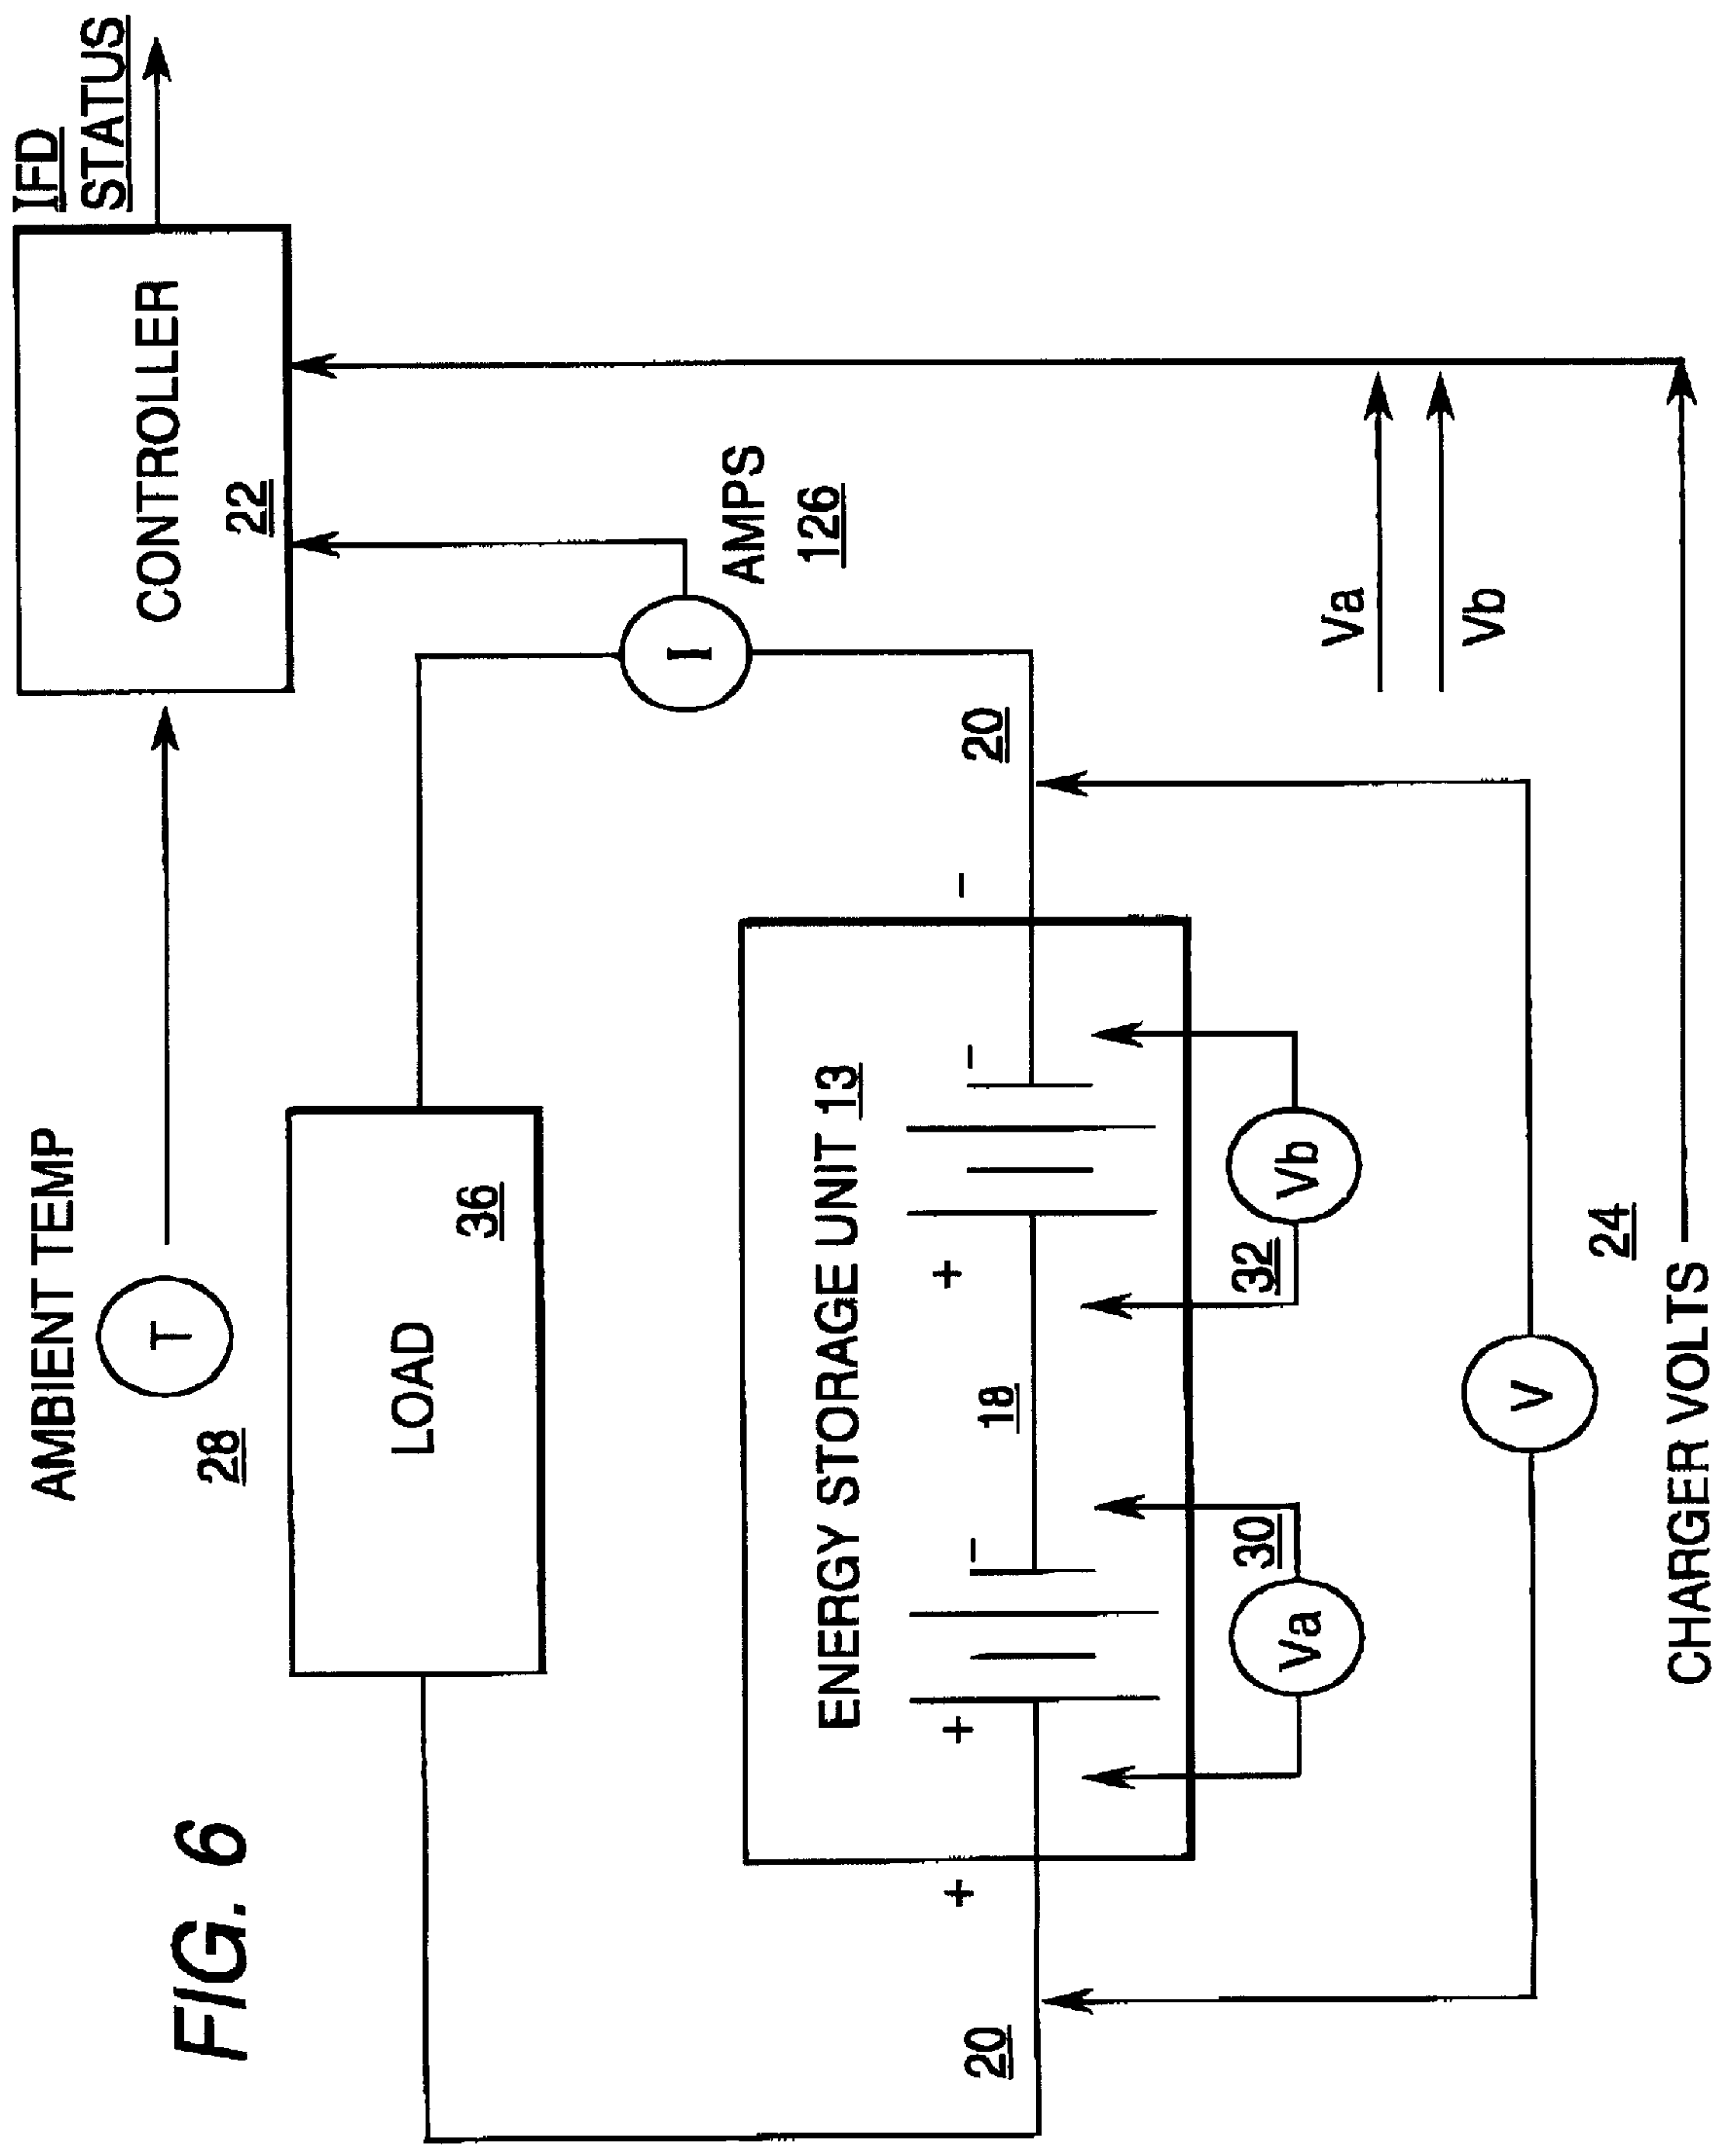 FIG. 6
AMBIENT TEMP
T
28
IFD
STATUS
CONTROLLER
22
LOAD
36
I
AMPS
126
ENERGY STORAGE UNIT 13
20
+
+
-
18
+
-
-
20
Va
30
32
Vb
Va
Vb
V
CHARGER VOLTS
24